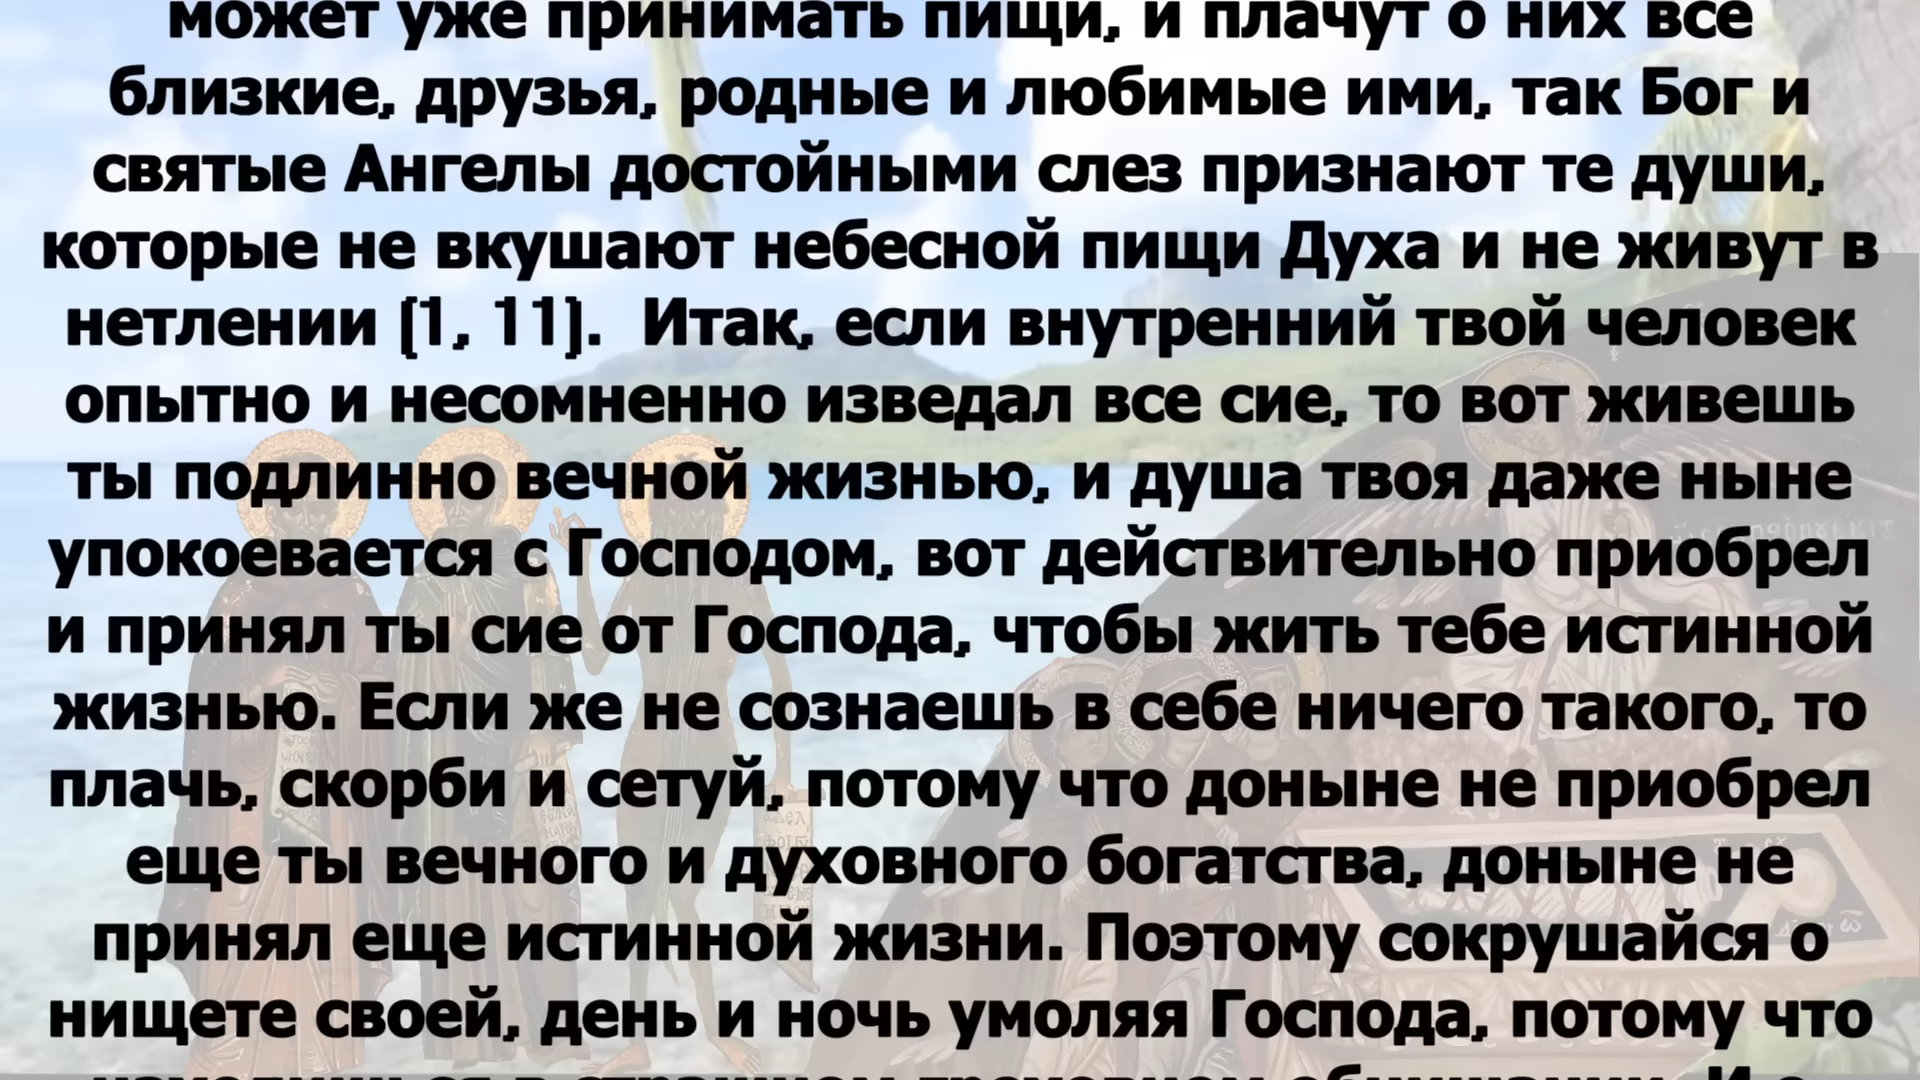 может уже принимать пищи, и плачут о них все
близкие, друзья, родные и любимые ими, так Бог и
святые Ангелы достойными слез признают те души,
которые не вкушают небесной пищи Духа и не живут в
нетлении [1, 11].  Итак, если внутренний твой человек
опытно и несомненно изведал все сие, то вот живешь
ты подлинно вечной жизнью, и душа твоя даже ныне
упокоевается с Господом, вот действительно приобрел
и принял ты сие от Господа, чтобы жить тебе истинной
жизнью. Если же не сознаешь в себе ничего такого, то
плачь, скорби и сетуй, потому что доныне не приобрел
еще ты вечного и духовного богатства, доныне не
принял еще истинной жизни. Поэтому сокрушайся о
нищете своей, день и ночь умоляя Господа, потому что